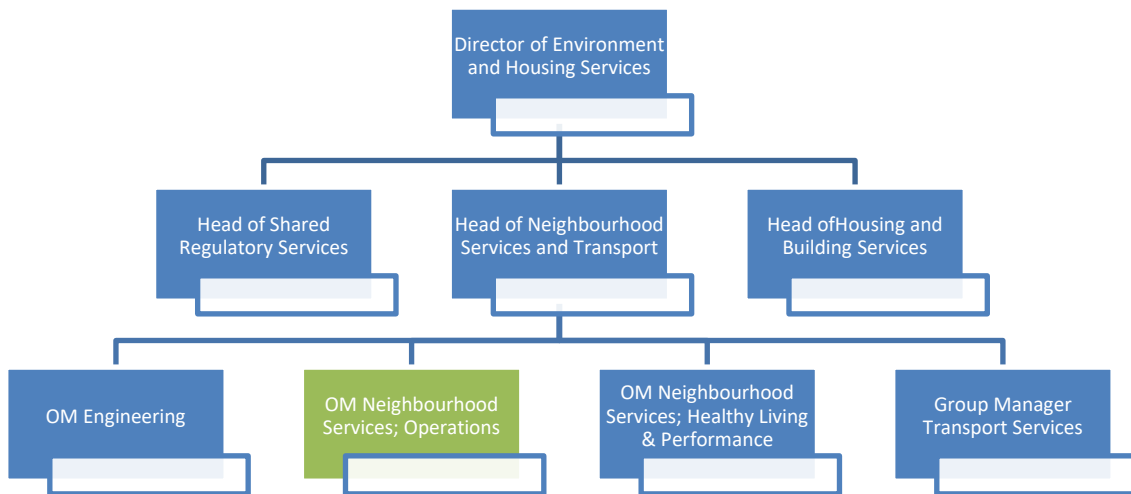 Director of Environment
and Housing Services
Head of Shared
Regulatory Services
Head of Neighbourhood
Services and Transport
Head ofHousing and
Building Services
OM Engineering
OM Neighbourhood
Services; Operations
OM Neighbourhood
Services; Healthy Living
& Performance
Group Manager
Transport Services